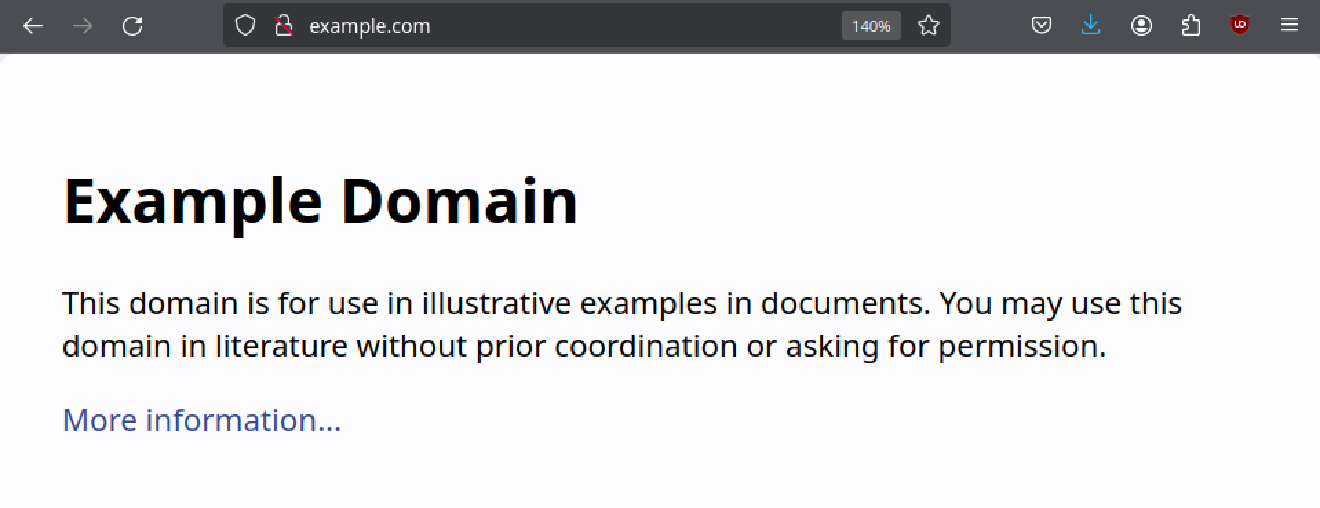 example.com
140%
Example Domain
This domain is for use in illustrative examples in documents. You may use this
domain in literature without prior coordination or asking for permission.
More information...